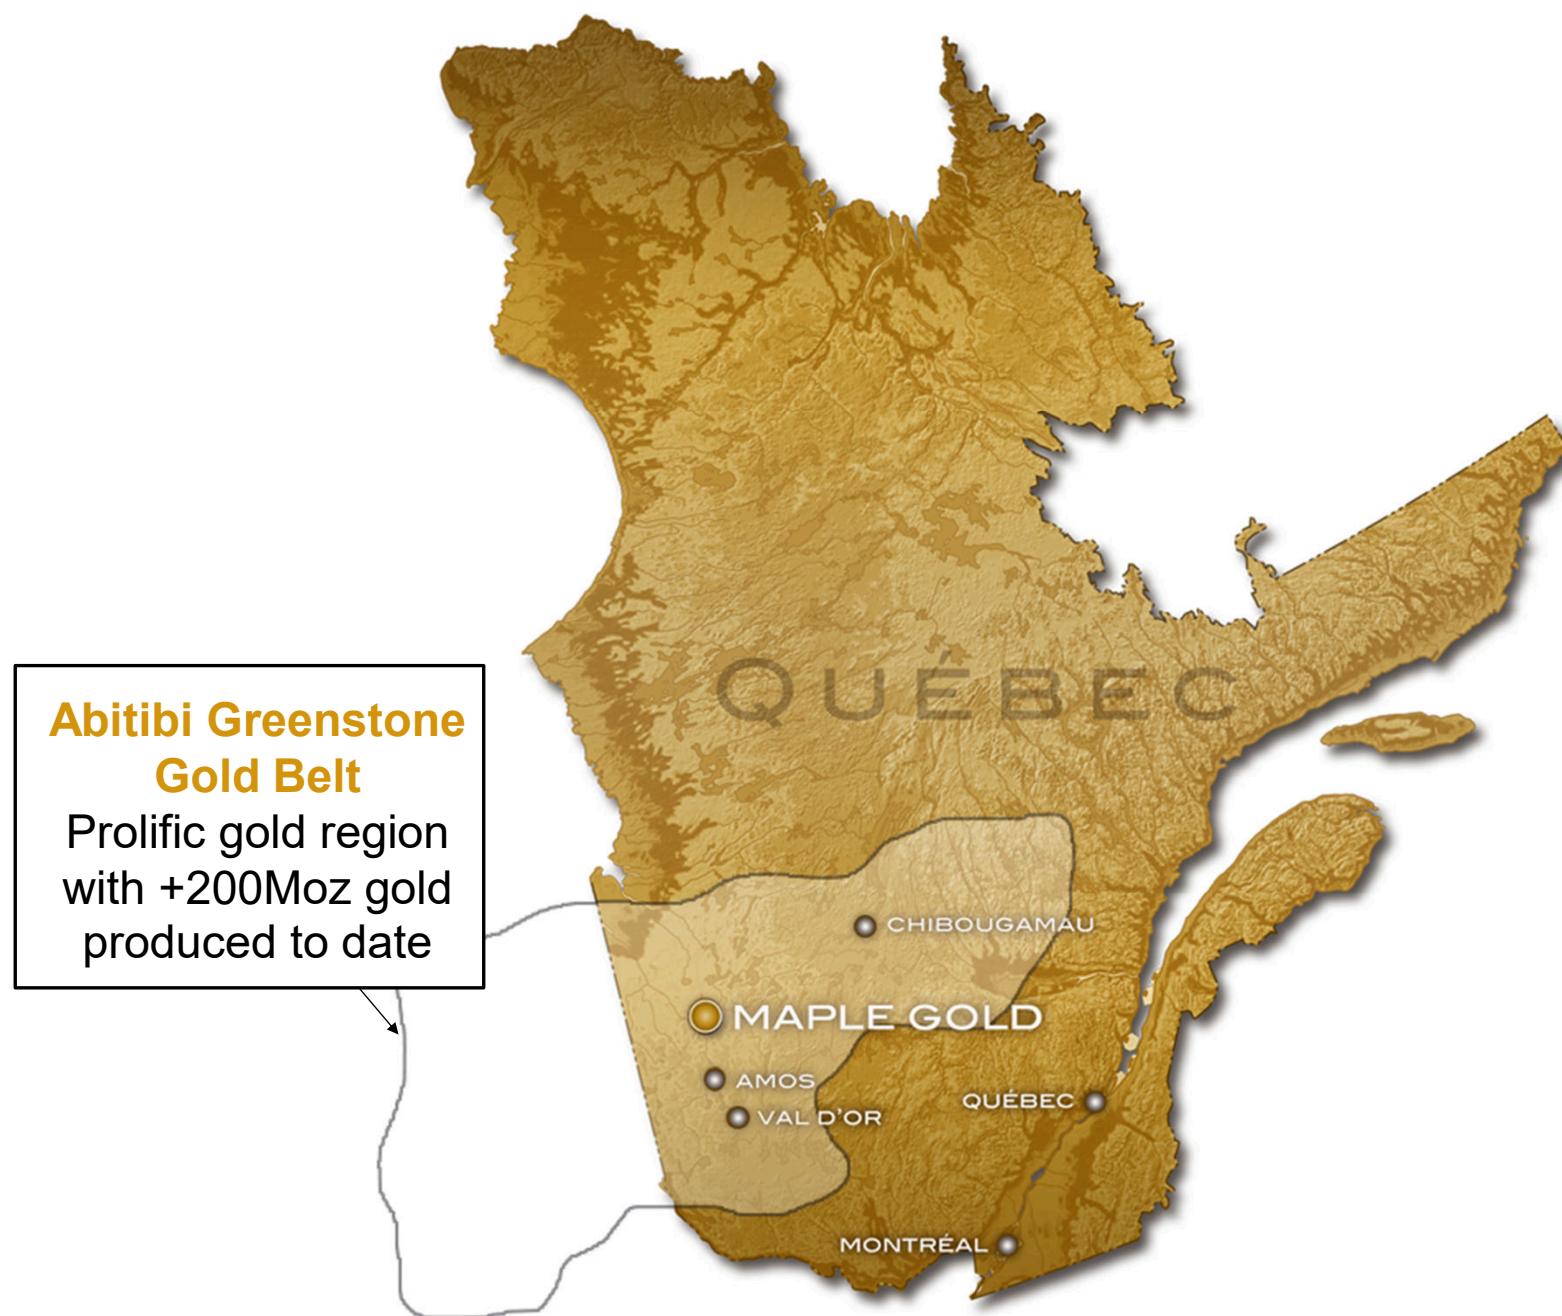 QUÉBEC
Abitibi Greenstone
Gold Belt
Prolific gold region
with +200Moz gold
produced to date
CHIBOUGAMAU
MAPLE GOLD
AMOS
VAL D'OR
QUÉBEC
MONTRÉAL